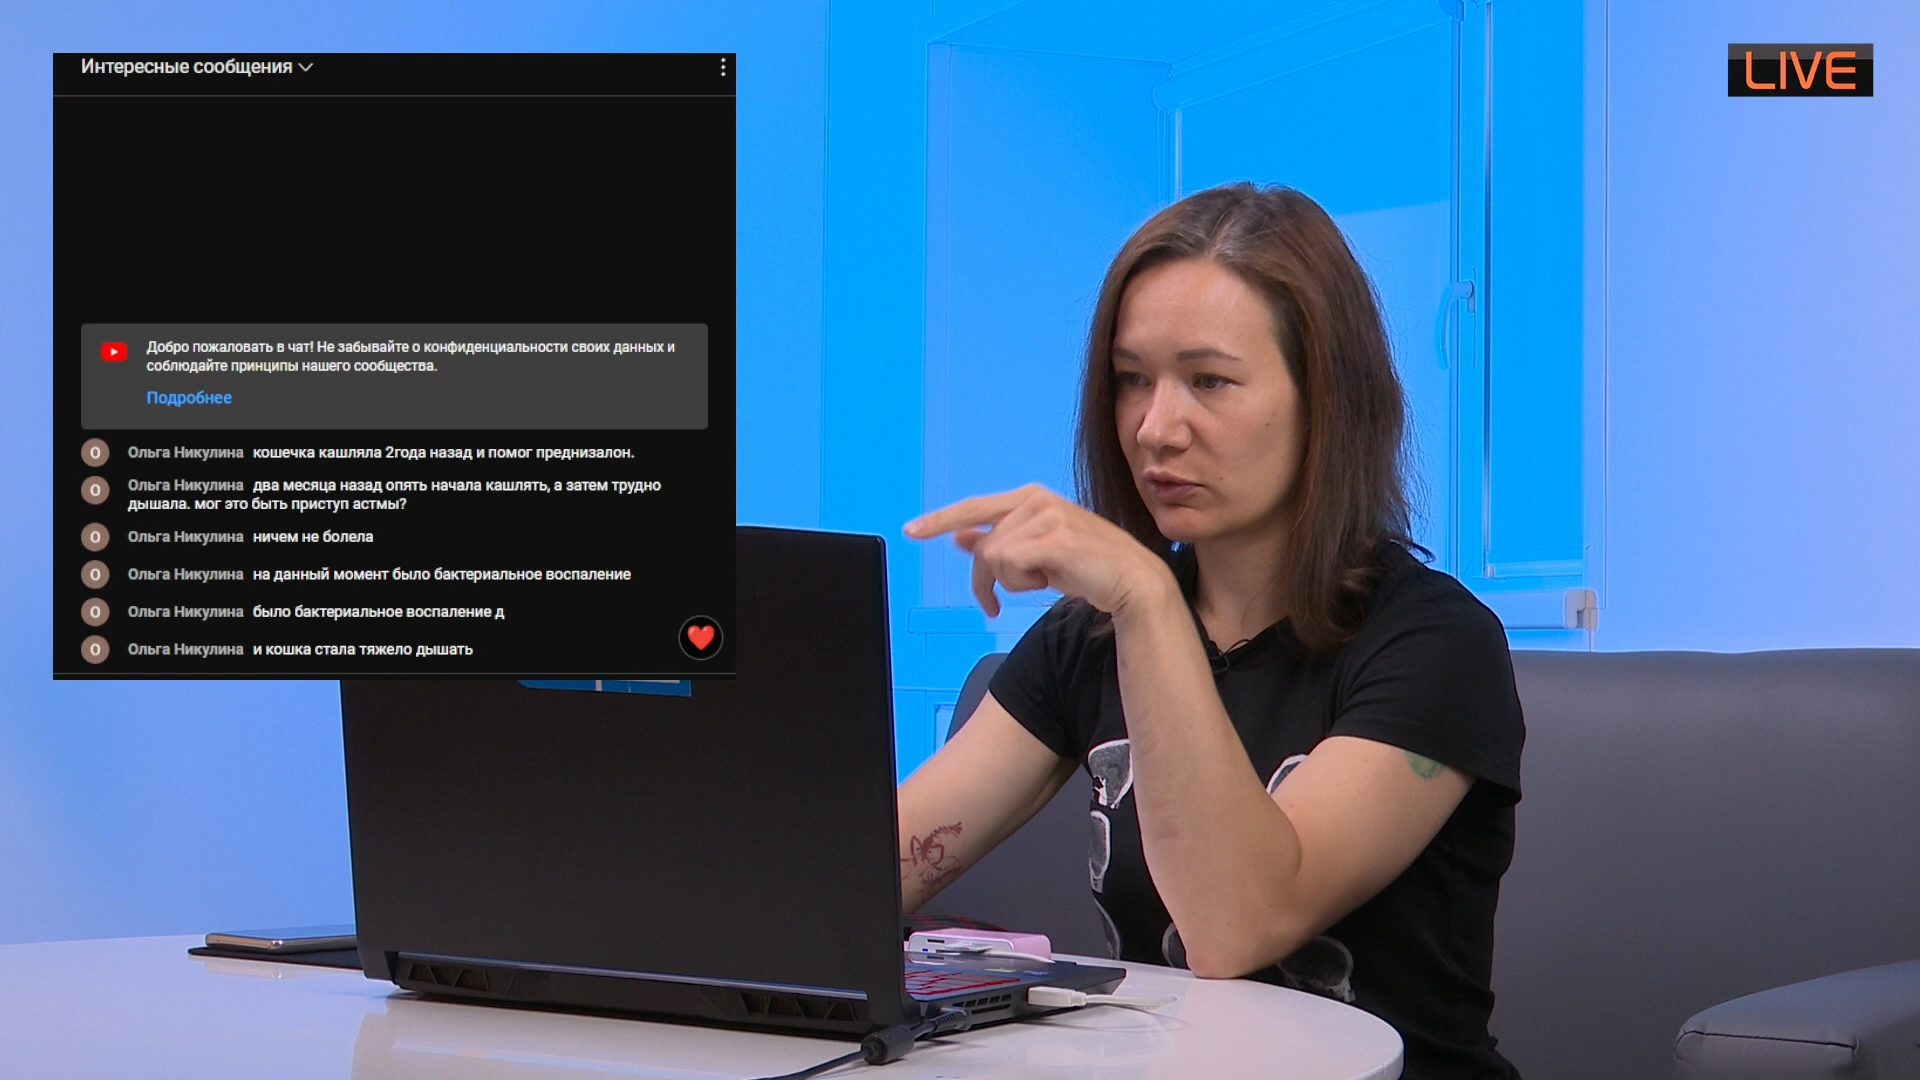 Интересные сообщения
LIVE
Добро пожаловать в чат! Не забывайте о конфиденциальности своих данных и
соблюдайте принципы нашего сообщества.
Подробнее
О Ольга Никулина кошечка кашляла 2года назад и помог преднизалон.
О Ольга Никулина два месяца назад опять начала кашлять, а затем трудно
дышала. мог это быть приступ астмы?
О Ольга Никулина ничем не болела
О Ольга Никулина на данный момент было бактериальное воспаление
О Ольга Никулина было бактериальное воспаление д
О Ольга Никулина и кошка стала тяжело дышать